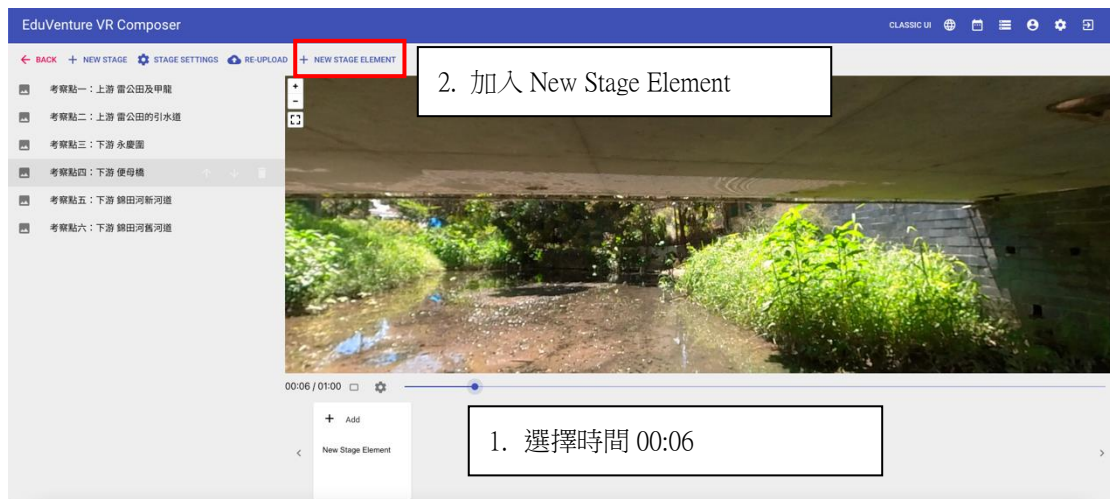 EduVenture VR Composer
CLASSIC UI
BACK + NEW STAGE STAGE SETTINGS RE-UPLOAD + NEW STAGE ELEMENT
2. 加入 New Stage Element
+
-
考察點一：上游 雷公田及甲龍
考察點二：上游 雷公田的引水道
考察點三：下游 永慶圍
考察點四：下游 便母橋
考察點五：下游 錦田河新河道
考察點六：下游 錦田河舊河道
00:06 / 01:00
+ Add
New Stage Element
1. 選擇時間 00:06